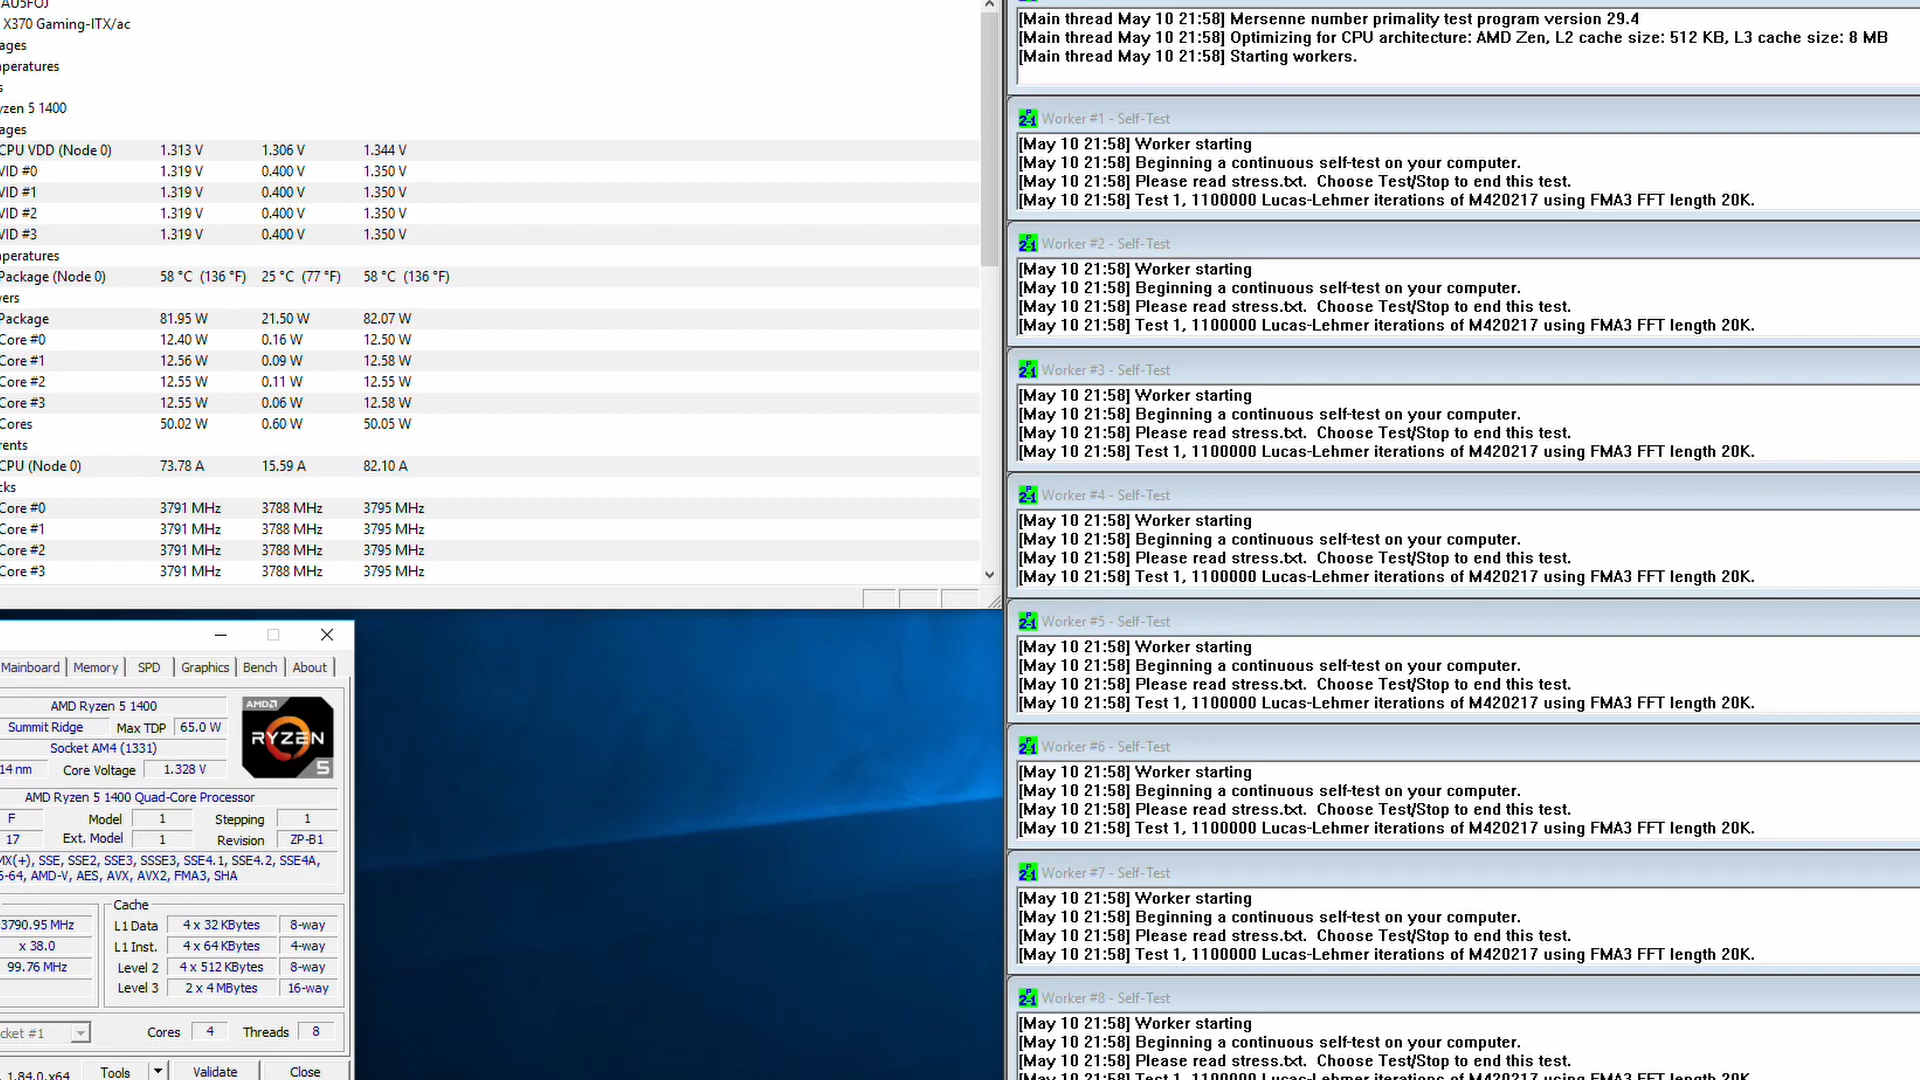 AU5FOJ
X370 Gaming-ITX/ac
ages
peratures
s
yzen 5 1400
ages
CPU VDD (Node 0) 1.313 V 1.306 V 1.344 V
VID #0 1.319 V 0.400 V 1.350 V
VID #1 1.319 V 0.400 V 1.350 V
VID #2 1.319 V 0.400 V 1.350 V
VID #3 1.319 V 0.400 V 1.350 V
peratures
Package (Node 0) 58 °C (136 °F) 25 °C (77 °F) 58 °C (136 °F)
vers
Package 81.95 W 21.50 W 82.07 W
Core #0 12.40 W 0.16 W 12.50 W
Core #1 12.56 W 0.09 W 12.58 W
Core #2 12.55 W 0.11 W 12.55 W
Core #3 12.55 W 0.06 W 12.58 W
Cores 50.02 W 0.60 W 50.05 W
rents
CPU (Node 0) 73.78 A 15.59 A 82.10 A
cks
Core #0 3791 MHz 3788 MHz 3795 MHz
Core #1 3791 MHz 3788 MHz 3795 MHz
Core #2 3791 MHz 3788 MHz 3795 MHz
Core #3 3791 MHz 3788 MHz 3795 MHz
Mainboard Memory SPD Graphics Bench About
AMD Ryzen 5 1400
Summit Ridge Max TDP 65.0 W
Socket AM4 (1331)
14 nm Core Voltage 1.328 V
AMD
RYZEN
5
AMD Ryzen 5 1400 Quad-Core Processor
F Model 1 Stepping 1
17 Ext. Model 1 Revision ZP-B1
MX(+), SSE, SSE2, SSE3, SSSE3, SSE4.1, SSE4.2, SSE4A,
6-64, AMD-V, AES, AVX, AVX2, FMA3, SHA
Cache
3790.95 MHz L1 Data 4 x 32 KBytes 8-way
x 38.0 L1 Inst. 4 x 64 KBytes 4-way
99.76 MHz Level 2 4 x 512 KBytes 8-way
Level 3 2 x 4 MBytes 16-way
cket #1 Cores 4 Threads 8
1.84.0.x64 Tools Validate Close
[Main thread May 10 21:58] Mersenne number primality test program version 29.4
[Main thread May 10 21:58] Optimizing for CPU architecture: AMD Zen, L2 cache size: 512 KB, L3 cache size: 8 MB
[Main thread May 10 21:58] Starting workers.
Worker #1 - Self-Test
[May 10 21:58] Worker starting
[May 10 21:58] Beginning a continuous self-test on your computer.
[May 10 21:58] Please read stress.txt. Choose Test/Stop to end this test.
[May 10 21:58] Test 1, 1100000 Lucas-Lehmer iterations of M420217 using FMA3 FFT length 20K.
Worker #2 - Self-Test
[May 10 21:58] Worker starting
[May 10 21:58] Beginning a continuous self-test on your computer.
[May 10 21:58] Please read stress.txt. Choose Test/Stop to end this test.
[May 10 21:58] Test 1, 1100000 Lucas-Lehmer iterations of M420217 using FMA3 FFT length 20K.
Worker #3 - Self-Test
[May 10 21:58] Worker starting
[May 10 21:58] Beginning a continuous self-test on your computer.
[May 10 21:58] Please read stress.txt. Choose Test/Stop to end this test.
[May 10 21:58] Test 1, 1100000 Lucas-Lehmer iterations of M420217 using FMA3 FFT length 20K.
Worker #4 - Self-Test
[May 10 21:58] Worker starting
[May 10 21:58] Beginning a continuous self-test on your computer.
[May 10 21:58] Please read stress.txt. Choose Test/Stop to end this test.
[May 10 21:58] Test 1, 1100000 Lucas-Lehmer iterations of M420217 using FMA3 FFT length 20K.
Worker #5 - Self-Test
[May 10 21:58] Worker starting
[May 10 21:58] Beginning a continuous self-test on your computer.
[May 10 21:58] Please read stress.txt. Choose Test/Stop to end this test.
[May 10 21:58] Test 1, 1100000 Lucas-Lehmer iterations of M420217 using FMA3 FFT length 20K.
Worker #6 - Self-Test
[May 10 21:58] Worker starting
[May 10 21:58] Beginning a continuous self-test on your computer.
[May 10 21:58] Please read stress.txt. Choose Test/Stop to end this test.
[May 10 21:58] Test 1, 1100000 Lucas-Lehmer iterations of M420217 using FMA3 FFT length 20K.
Worker #7 - Self-Test
[May 10 21:58] Worker starting
[May 10 21:58] Beginning a continuous self-test on your computer.
[May 10 21:58] Please read stress.txt. Choose Test/Stop to end this test.
[May 10 21:58] Test 1, 1100000 Lucas-Lehmer iterations of M420217 using FMA3 FFT length 20K.
Worker #8 - Self-Test
[May 10 21:58] Worker starting
[May 10 21:58] Beginning a continuous self-test on your computer.
[May 10 21:58] Please read stress.txt. Choose Test/Stop to end this test.
[May 10 21:58] Test 1, 1100000 Lucas-Lehmer iterations of M420217 using FMA3 FFT length 20K.